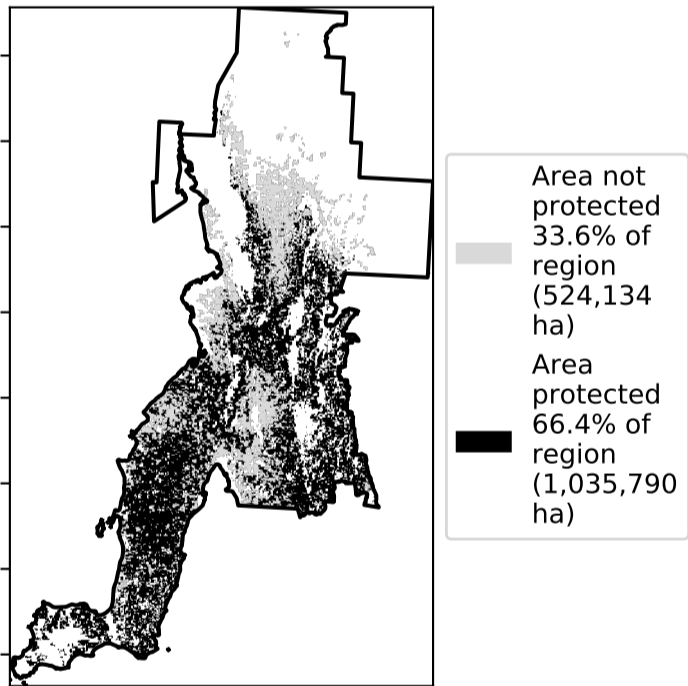 Area not
protected
33.6% of
region
(524,134
ha)
Area
protected
66.4% of
region
(1,035,790
ha)